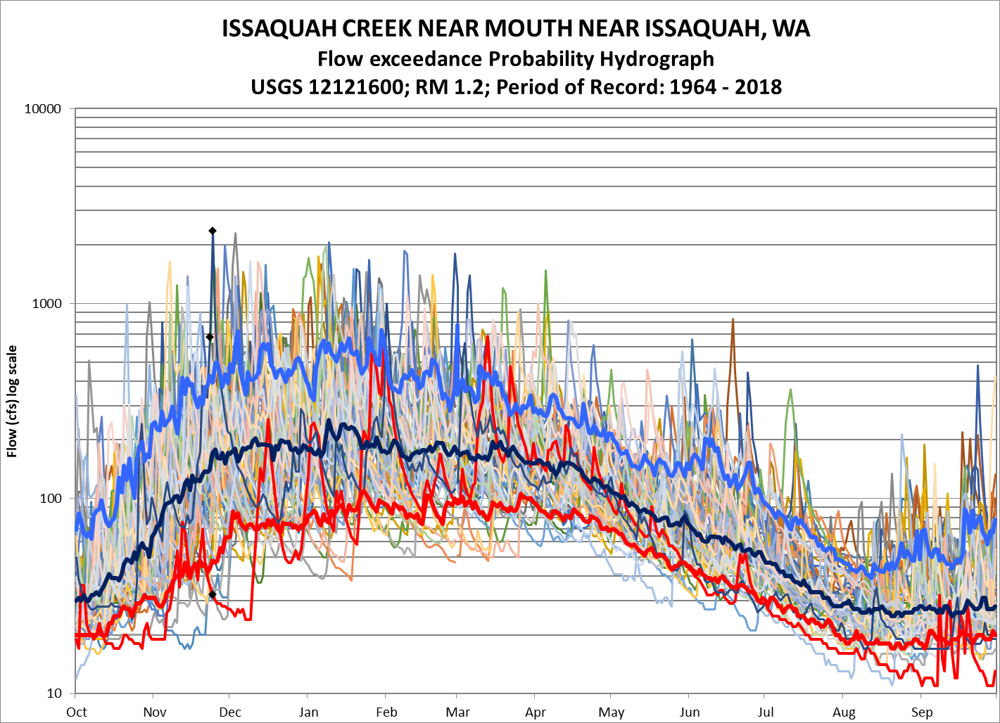 ISSAQUAH CREEK NEAR MOUTH NEAR ISSAQUAH, WA
Flow exceedance Probability Hydrograph
USGS 12121600; RM 1.2; Period of Record: 1964 - 2018
10000
1000
100
10
Flow (cfs) log scale
Oct Nov Dec Jan Feb Mar Apr May Jun Jul Aug Sep